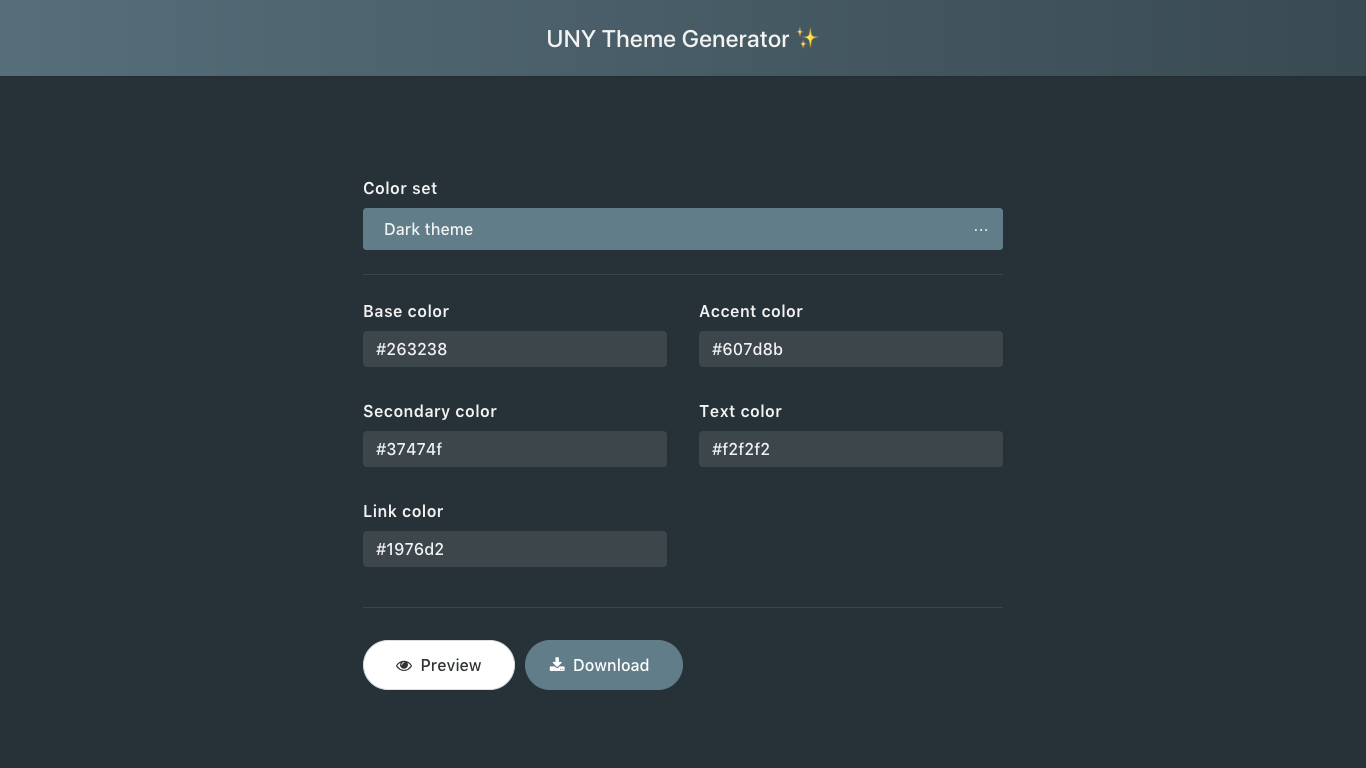 UNY Theme Generator ✨
Color set
Dark theme
Base color
Accent color
#263238
#607d8b
Secondary color
Text color
#37474f
#f2f2f2
Link color
#1976d2
Preview
Download